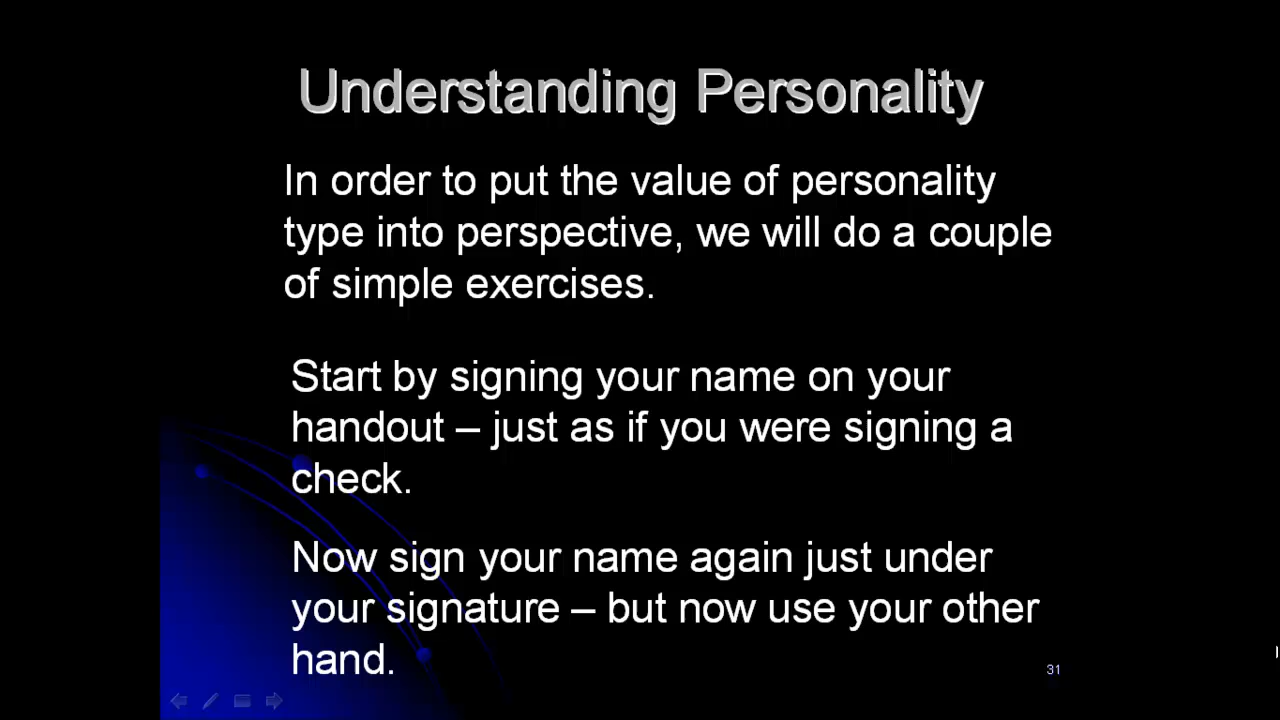 Understanding Personality
In order to put the value of personality
type into perspective, we will do a couple
of simple exercises.
Start by signing your name on your
handout – just as if you were signing a
check.
Now sign your name again just under
your signature – but now use your other
hand.
31